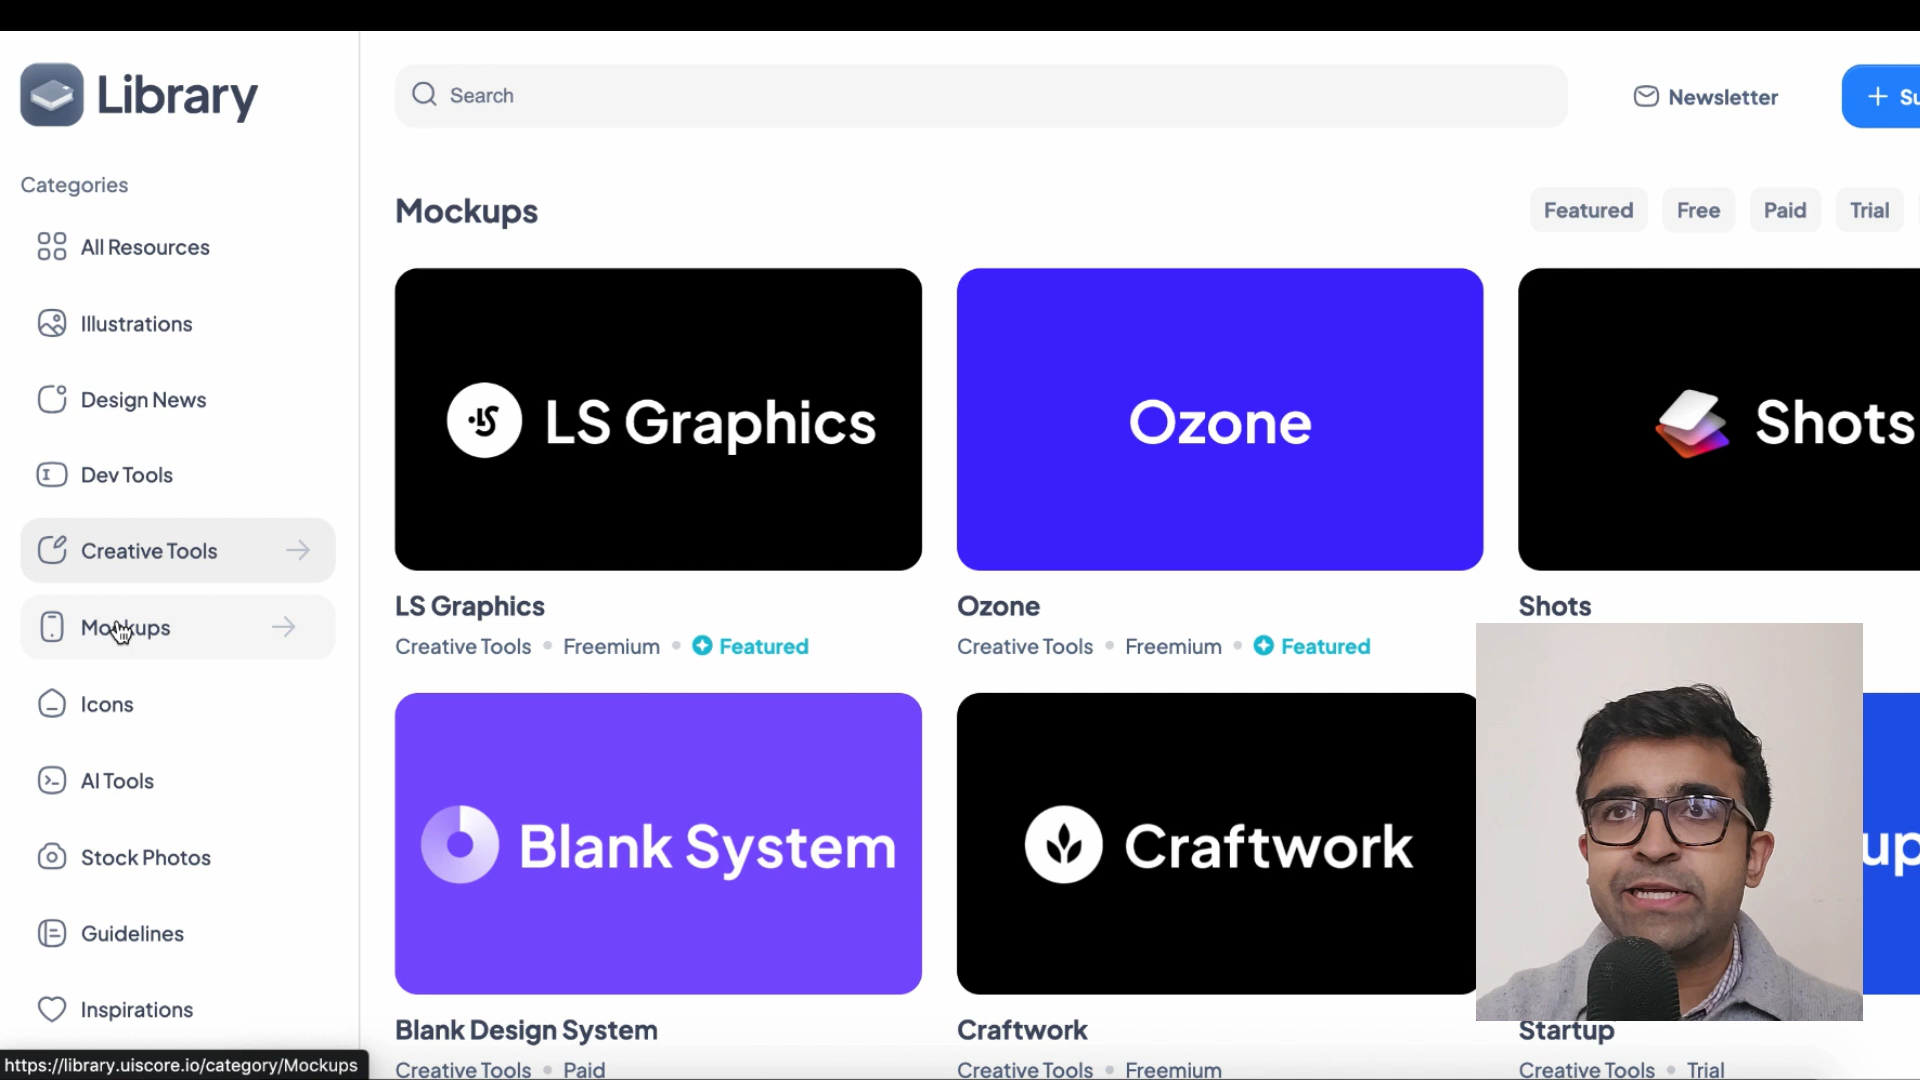 Library
Search
Newsletter
Categories
All Resources
Illustrations
Design News
Dev Tools
Creative Tools
Mockups
Icons
AI Tools
Stock Photos
Guidelines
Inspirations
Mockups
Featured
Free
Paid
Trial
LS Graphics
Ozone
Shots
LS Graphics
Creative Tools • Freemium • Featured
Ozone
Creative Tools • Freemium • Featured
Shots
Blank System
Craftwork
Blank Design System
Creative Tools • Paid
Craftwork
Creative Tools • Freemium
Startup
Creative Tools • Trial
https://library.uiscore.io/category/Mockups